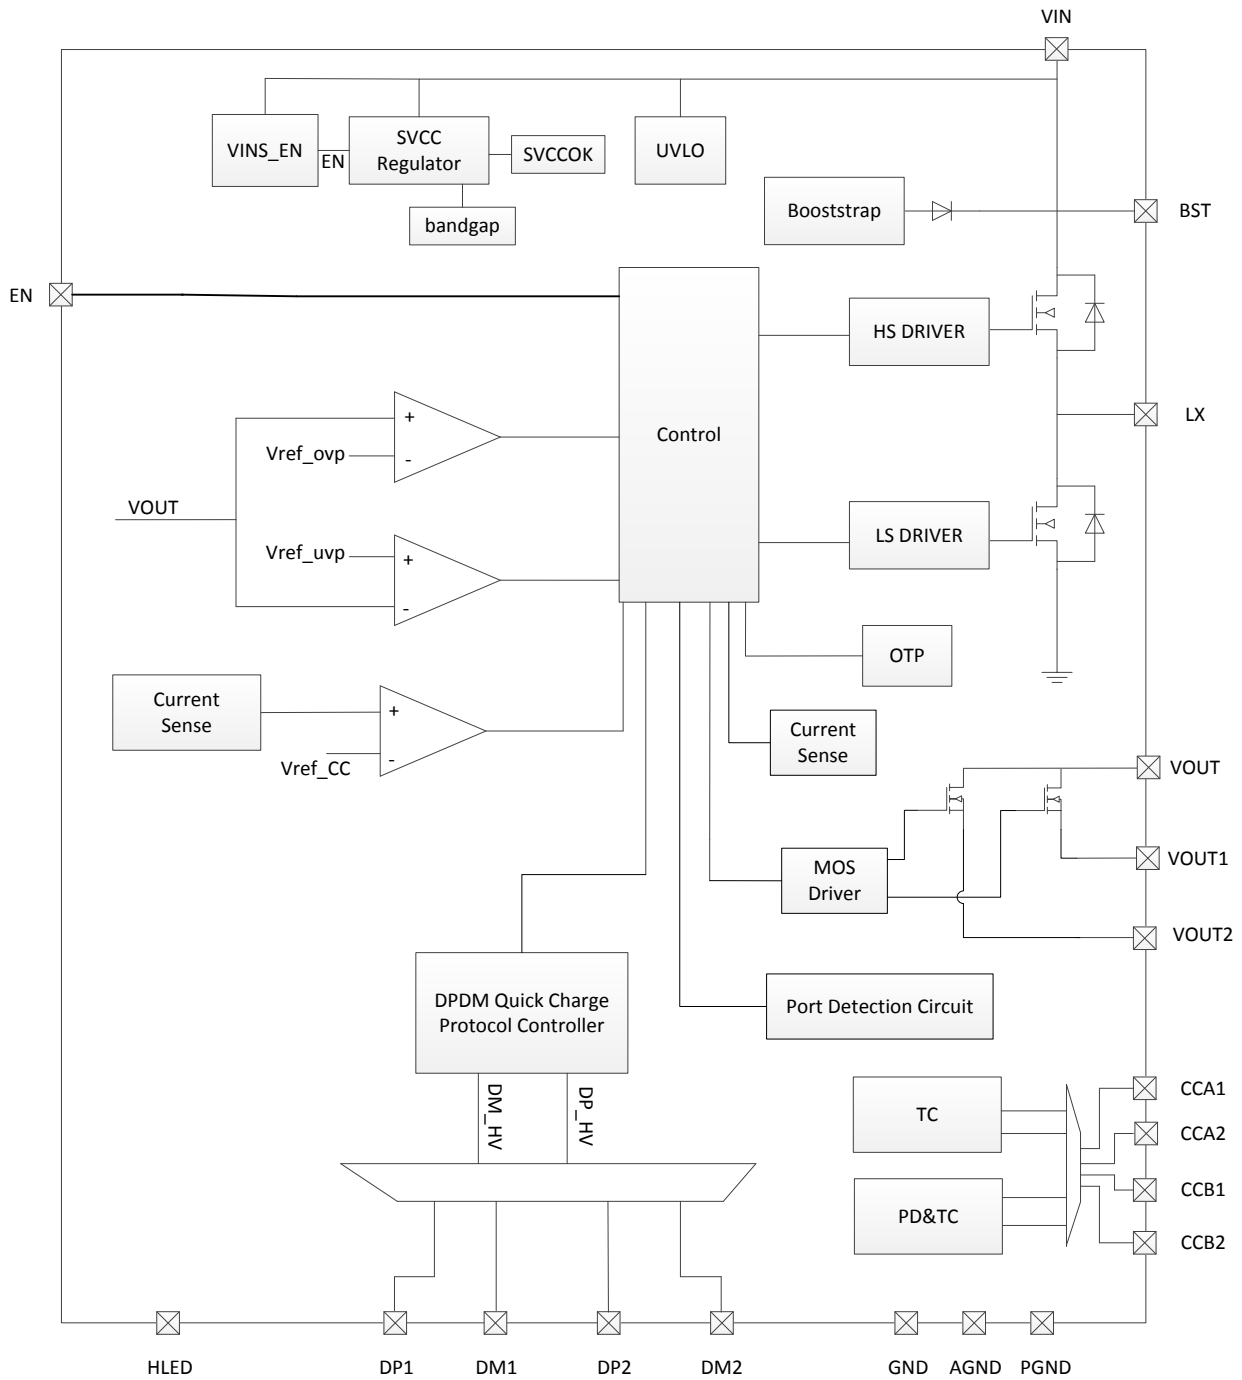 VIN
VINS_EN
EN
SVCC
Regulator
SVCCOK
UVLO
bandgap
Booststrap
BST
EN
HS DRIVER
Control
LX
+
Vref_ovp
-
VOUT
Vref_uvp
+
-
LS DRIVER
OTP
Current
Sense
+
Vref_CC
-
Current
Sense
VOUT
MOS
Driver
VOUT1
VOUT2
DPDM Quick Charge
Protocol Controller
Port Detection Circuit
DM_HV
DP_HV
TC
PD&TC
CCA1
CCA2
CCB1
CCB2
HLED
DP1
DM1
DP2
DM2
GND
AGND
PGND